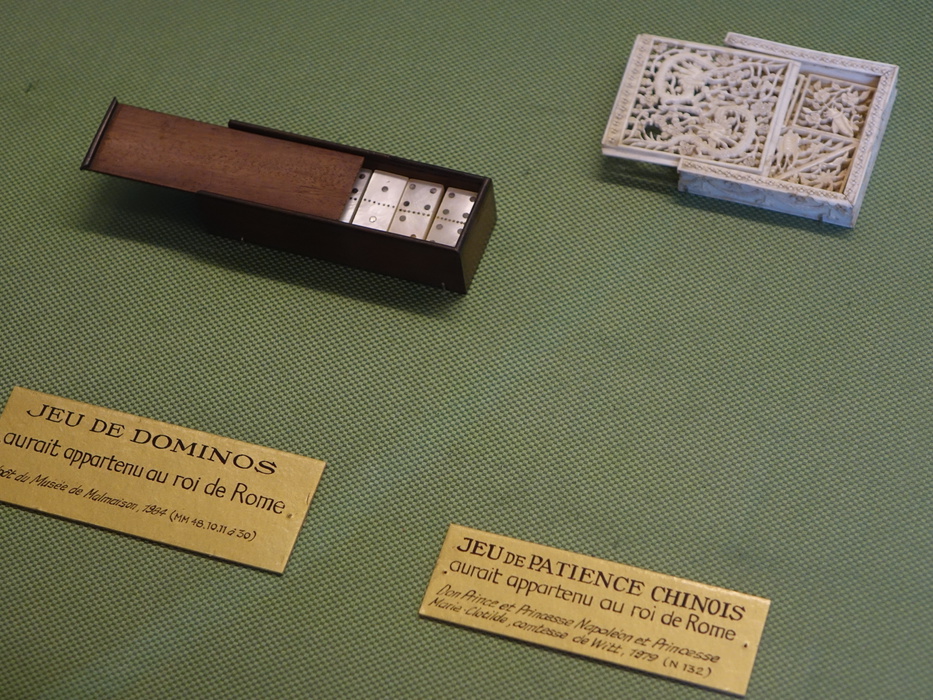 JEU DE DOMINOS
aurait appartenu au roi de Rome
du Musée de Malmaison, 1984 (MM 48.10.11 à 30)
JEU DE PATIENCE CHINOIS
aurait appartenu au roi de Rome
Don Prince et Princesse Napoléon et Princesse
Marie-Clotilde, comtesse de Witt, 1979 (N 132)